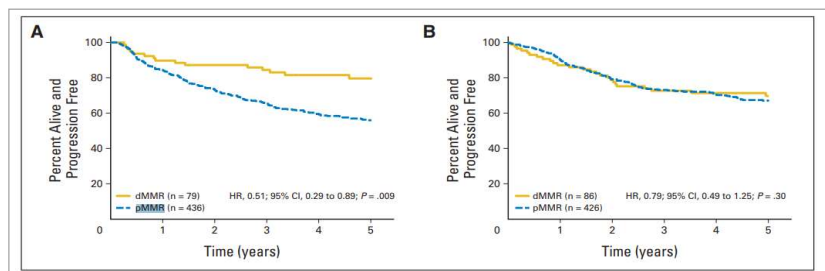 A
Percent Alive and
Progression Free
100
80
60
40
20
dMMR (n = 79) HR, 0.51; 95% CI, 0.29 to 0.89; P = .009
pMMR (n = 436)
0 1 2 3 4 5
Time (years)
B
Percent Alive and
Progression Free
100
80
60
40
20
dMMR (n = 86) HR, 0.79; 95% CI, 0.49 to 1.25; P = .30
pMMR (n = 426)
0 1 2 3 4 5
Time (years)